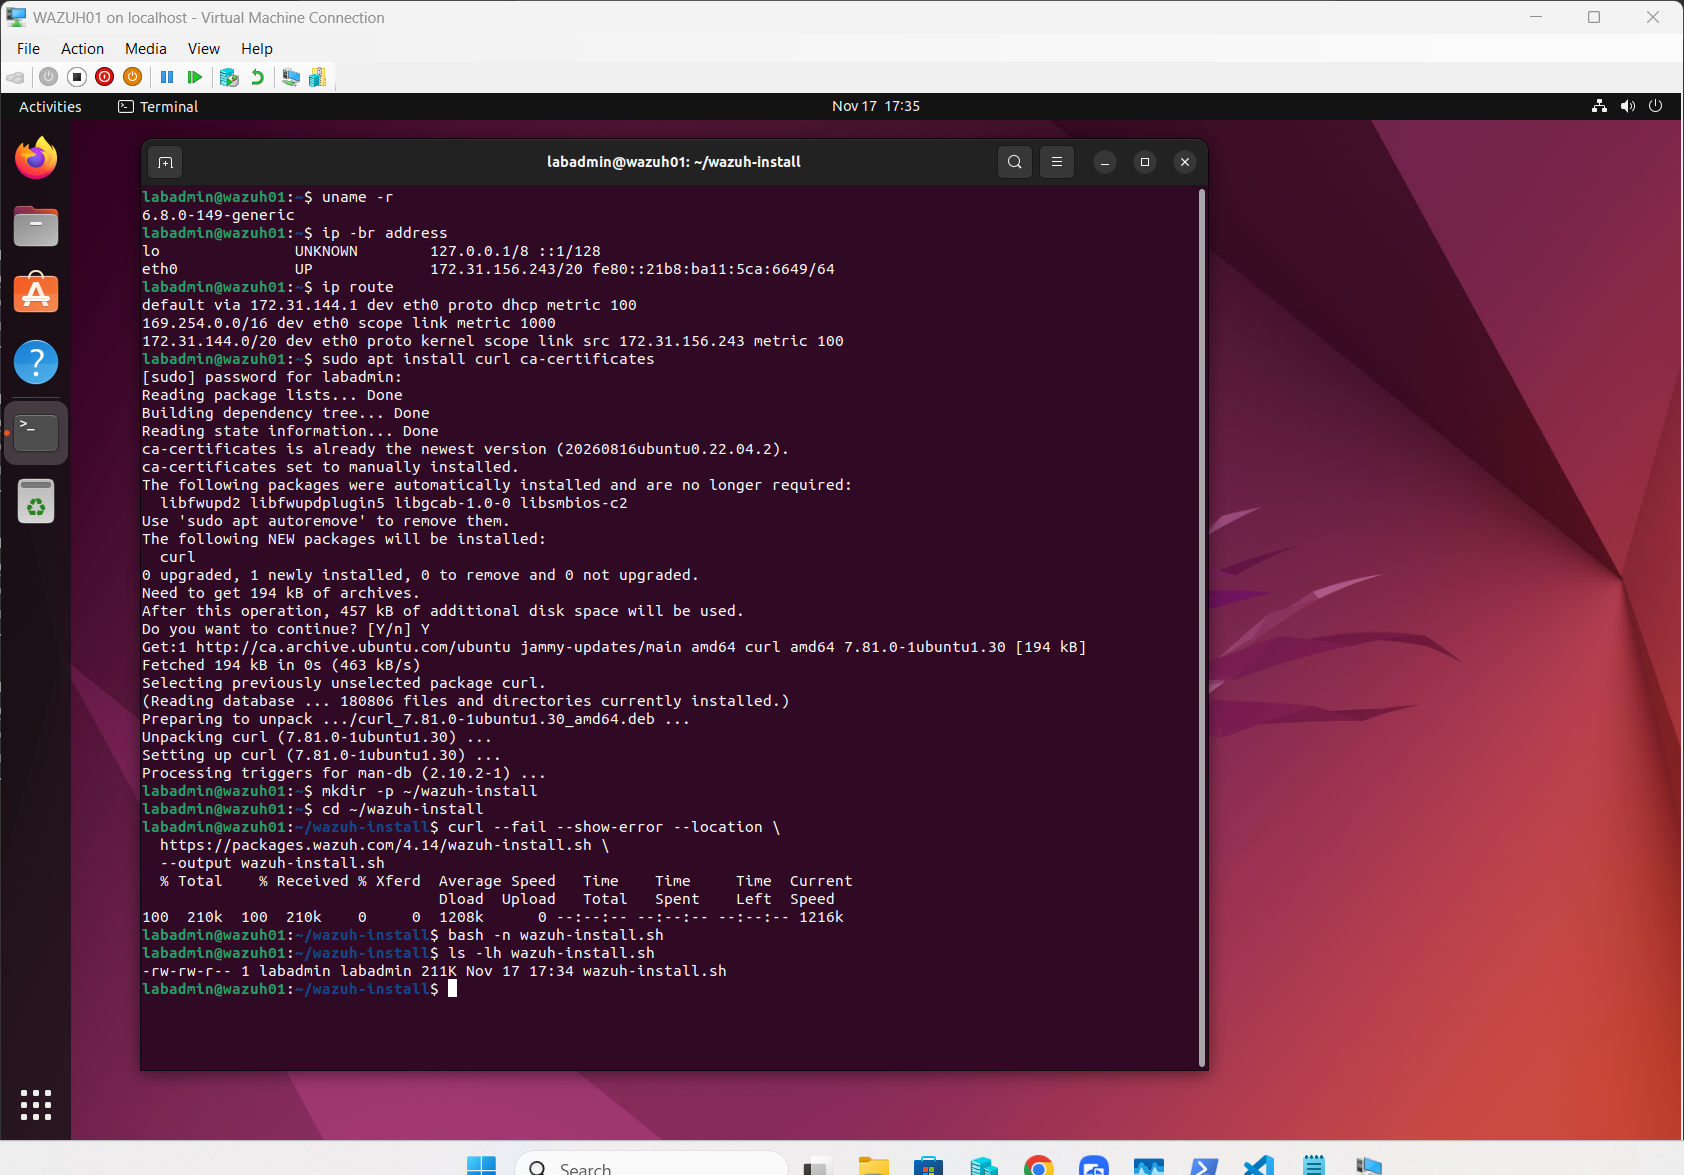 WAZUH01 on localhost - Virtual Machine Connection
File Action Media View Help
Activities Terminal Nov 17 17:35
labadmin@wazuh01: ~/wazuh-install
labadmin@wazuh01:~$ uname -r
6.8.0-149-generic
labadmin@wazuh01:~$ ip -br address
lo               UNKNOWN        127.0.0.1/8 ::1/128
eth0             UP             172.31.156.243/20 fe80::21b8:ba11:5ca:6649/64
labadmin@wazuh01:~$ ip route
default via 172.31.144.1 dev eth0 proto dhcp metric 100
169.254.0.0/16 dev eth0 scope link metric 1000
172.31.144.0/20 dev eth0 proto kernel scope link src 172.31.156.243 metric 100
labadmin@wazuh01:~$ sudo apt install curl ca-certificates
[sudo] password for labadmin:
Reading package lists... Done
Building dependency tree... Done
Reading state information... Done
ca-certificates is already the newest version (20260816ubuntu0.22.04.2).
ca-certificates set to manually installed.
The following packages were automatically installed and are no longer required:
  libfwupd2 libfwupdplugin5 libgcab-1.0-0 libsmbios-c2
Use 'sudo apt autoremove' to remove them.
The following NEW packages will be installed:
  curl
0 upgraded, 1 newly installed, 0 to remove and 0 not upgraded.
Need to get 194 kB of archives.
After this operation, 457 kB of additional disk space will be used.
Do you want to continue? [Y/n] Y
Get:1 http://ca.archive.ubuntu.com/ubuntu jammy-updates/main amd64 curl amd64 7.81.0-1ubuntu1.30 [194 kB]
Fetched 194 kB in 0s (463 kB/s)
Selecting previously unselected package curl.
(Reading database ... 180806 files and directories currently installed.)
Preparing to unpack .../curl_7.81.0-1ubuntu1.30_amd64.deb ...
Unpacking curl (7.81.0-1ubuntu1.30) ...
Setting up curl (7.81.0-1ubuntu1.30) ...
Processing triggers for man-db (2.10.2-1) ...
labadmin@wazuh01:~$ mkdir -p ~/wazuh-install
labadmin@wazuh01:~$ cd ~/wazuh-install
labadmin@wazuh01:~/wazuh-install$ curl --fail --show-error --location \
  https://packages.wazuh.com/4.14/wazuh-install.sh \
  --output wazuh-install.sh
  % Total    % Received % Xferd  Average Speed   Time    Time     Time  Current
                                 Dload  Upload   Total   Spent    Left  Speed
100  210k  100  210k    0     0  1208k      0 --:--:-- --:--:-- --:--:-- 1216k
labadmin@wazuh01:~/wazuh-install$ bash -n wazuh-install.sh
labadmin@wazuh01:~/wazuh-install$ ls -lh wazuh-install.sh
-rw-rw-r-- 1 labadmin labadmin 211K Nov 17 17:34 wazuh-install.sh
labadmin@wazuh01:~/wazuh-install$
Search